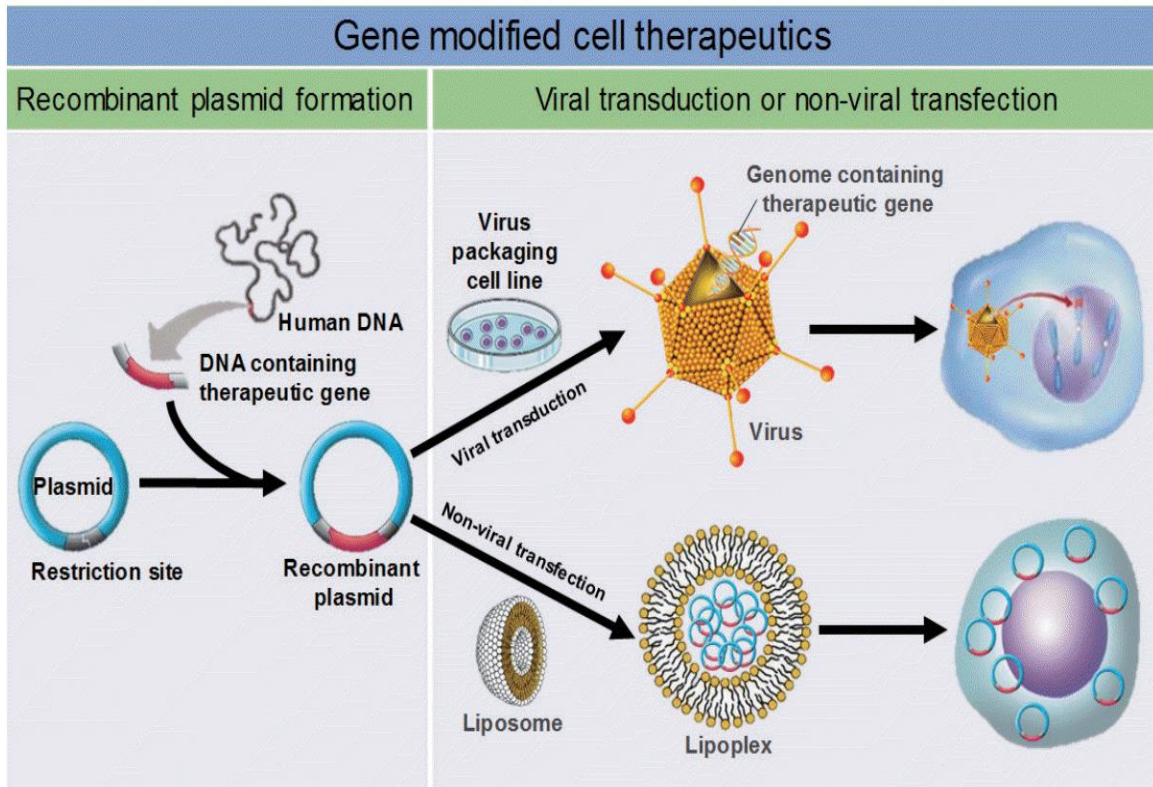 Gene modified cell therapeutics
Recombinant plasmid formation
Viral transduction or non-viral transfection
Human DNA
DNA containing
therapeutic gene
Plasmid
Restriction site
Recombinant
plasmid
Virus
packaging
cell line
Genome containing
therapeutic gene
Viral transduction
Virus
Non-viral transfection
Liposome
Lipoplex